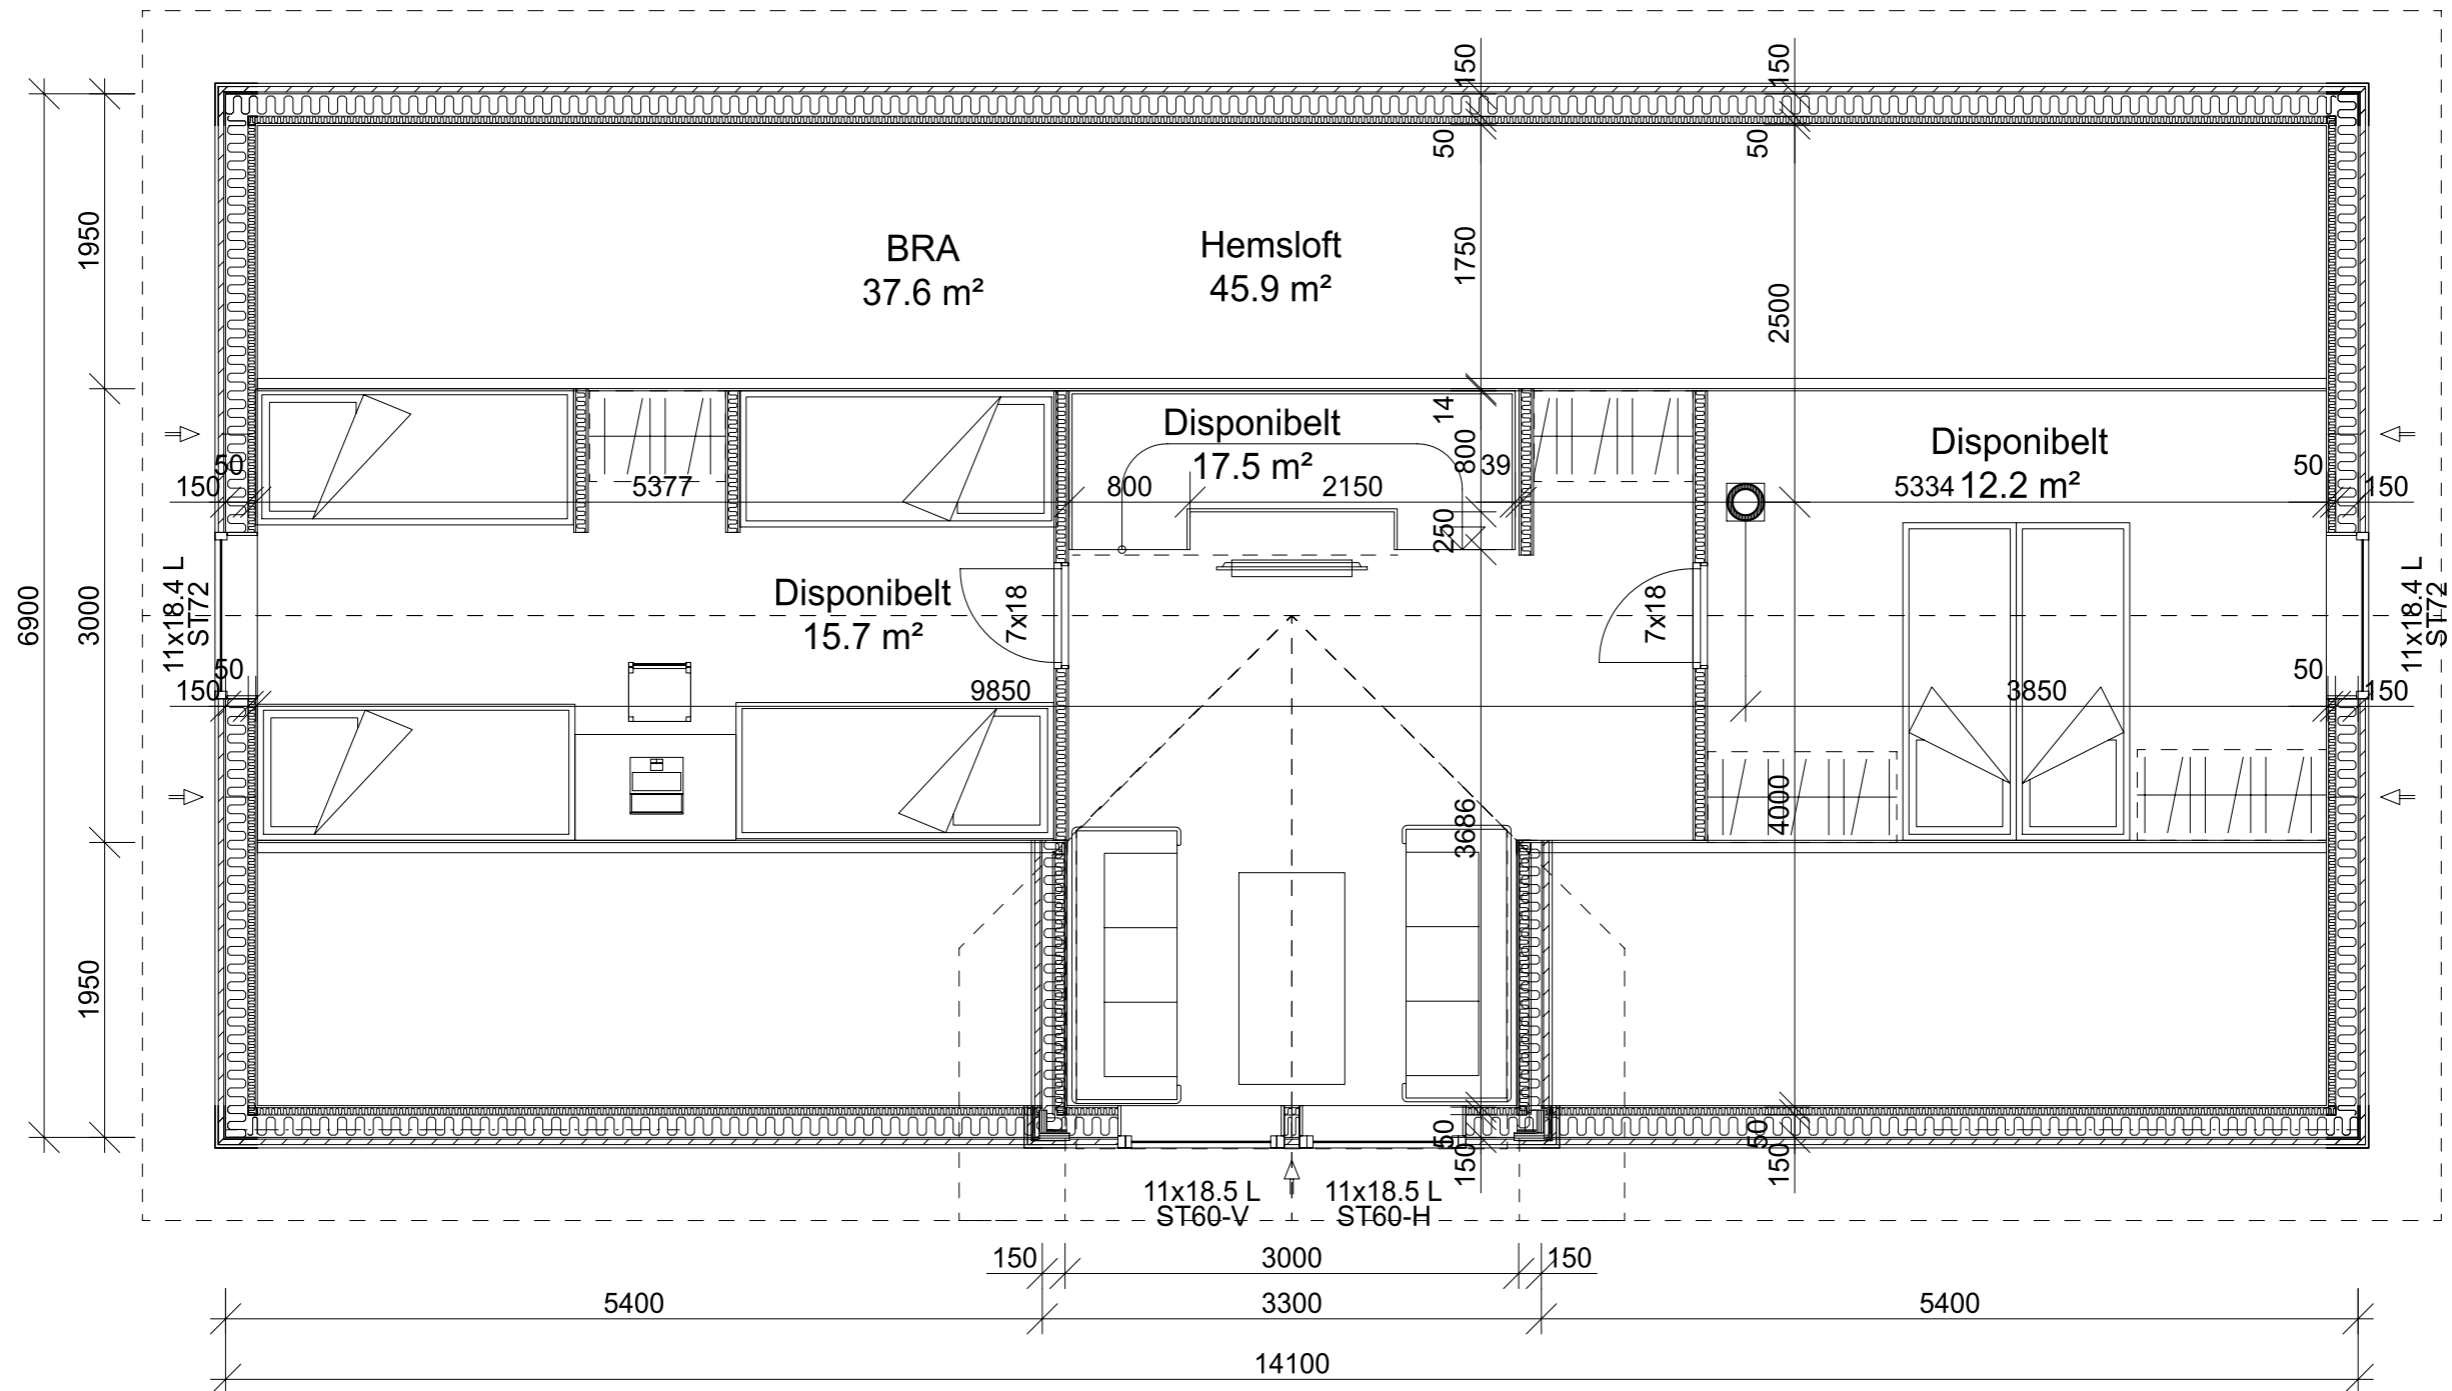 150
150
50
50
1950
1750
2500
BRA
37.6 m²
Hemsloft
45.9 m²
Disponibelt
17.5 m²
14
800
39
250
Disponibelt
12.2 m²
50
150
5377
800
2150
5334
50
150
11x18.4 L
ST72
6900
3000
Disponibelt
15.7 m²
7x18
7x18
11x18.4 L
ST72
50
150
9850
3850
50
150
3686
4000
1950
50
150
50
150
11x18.5 L
ST60-V
11x18.5 L
ST60-H
150
3000
150
5400
3300
5400
14100